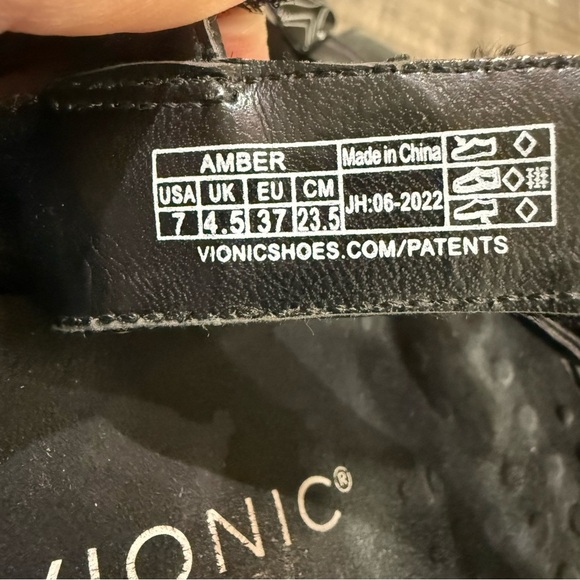 AMBER
Made in China
USA UK EU CM
7 4.5 37 23.5
JH:06-2022
VIONICSHOES.COM/PATENTS
VIONIC®